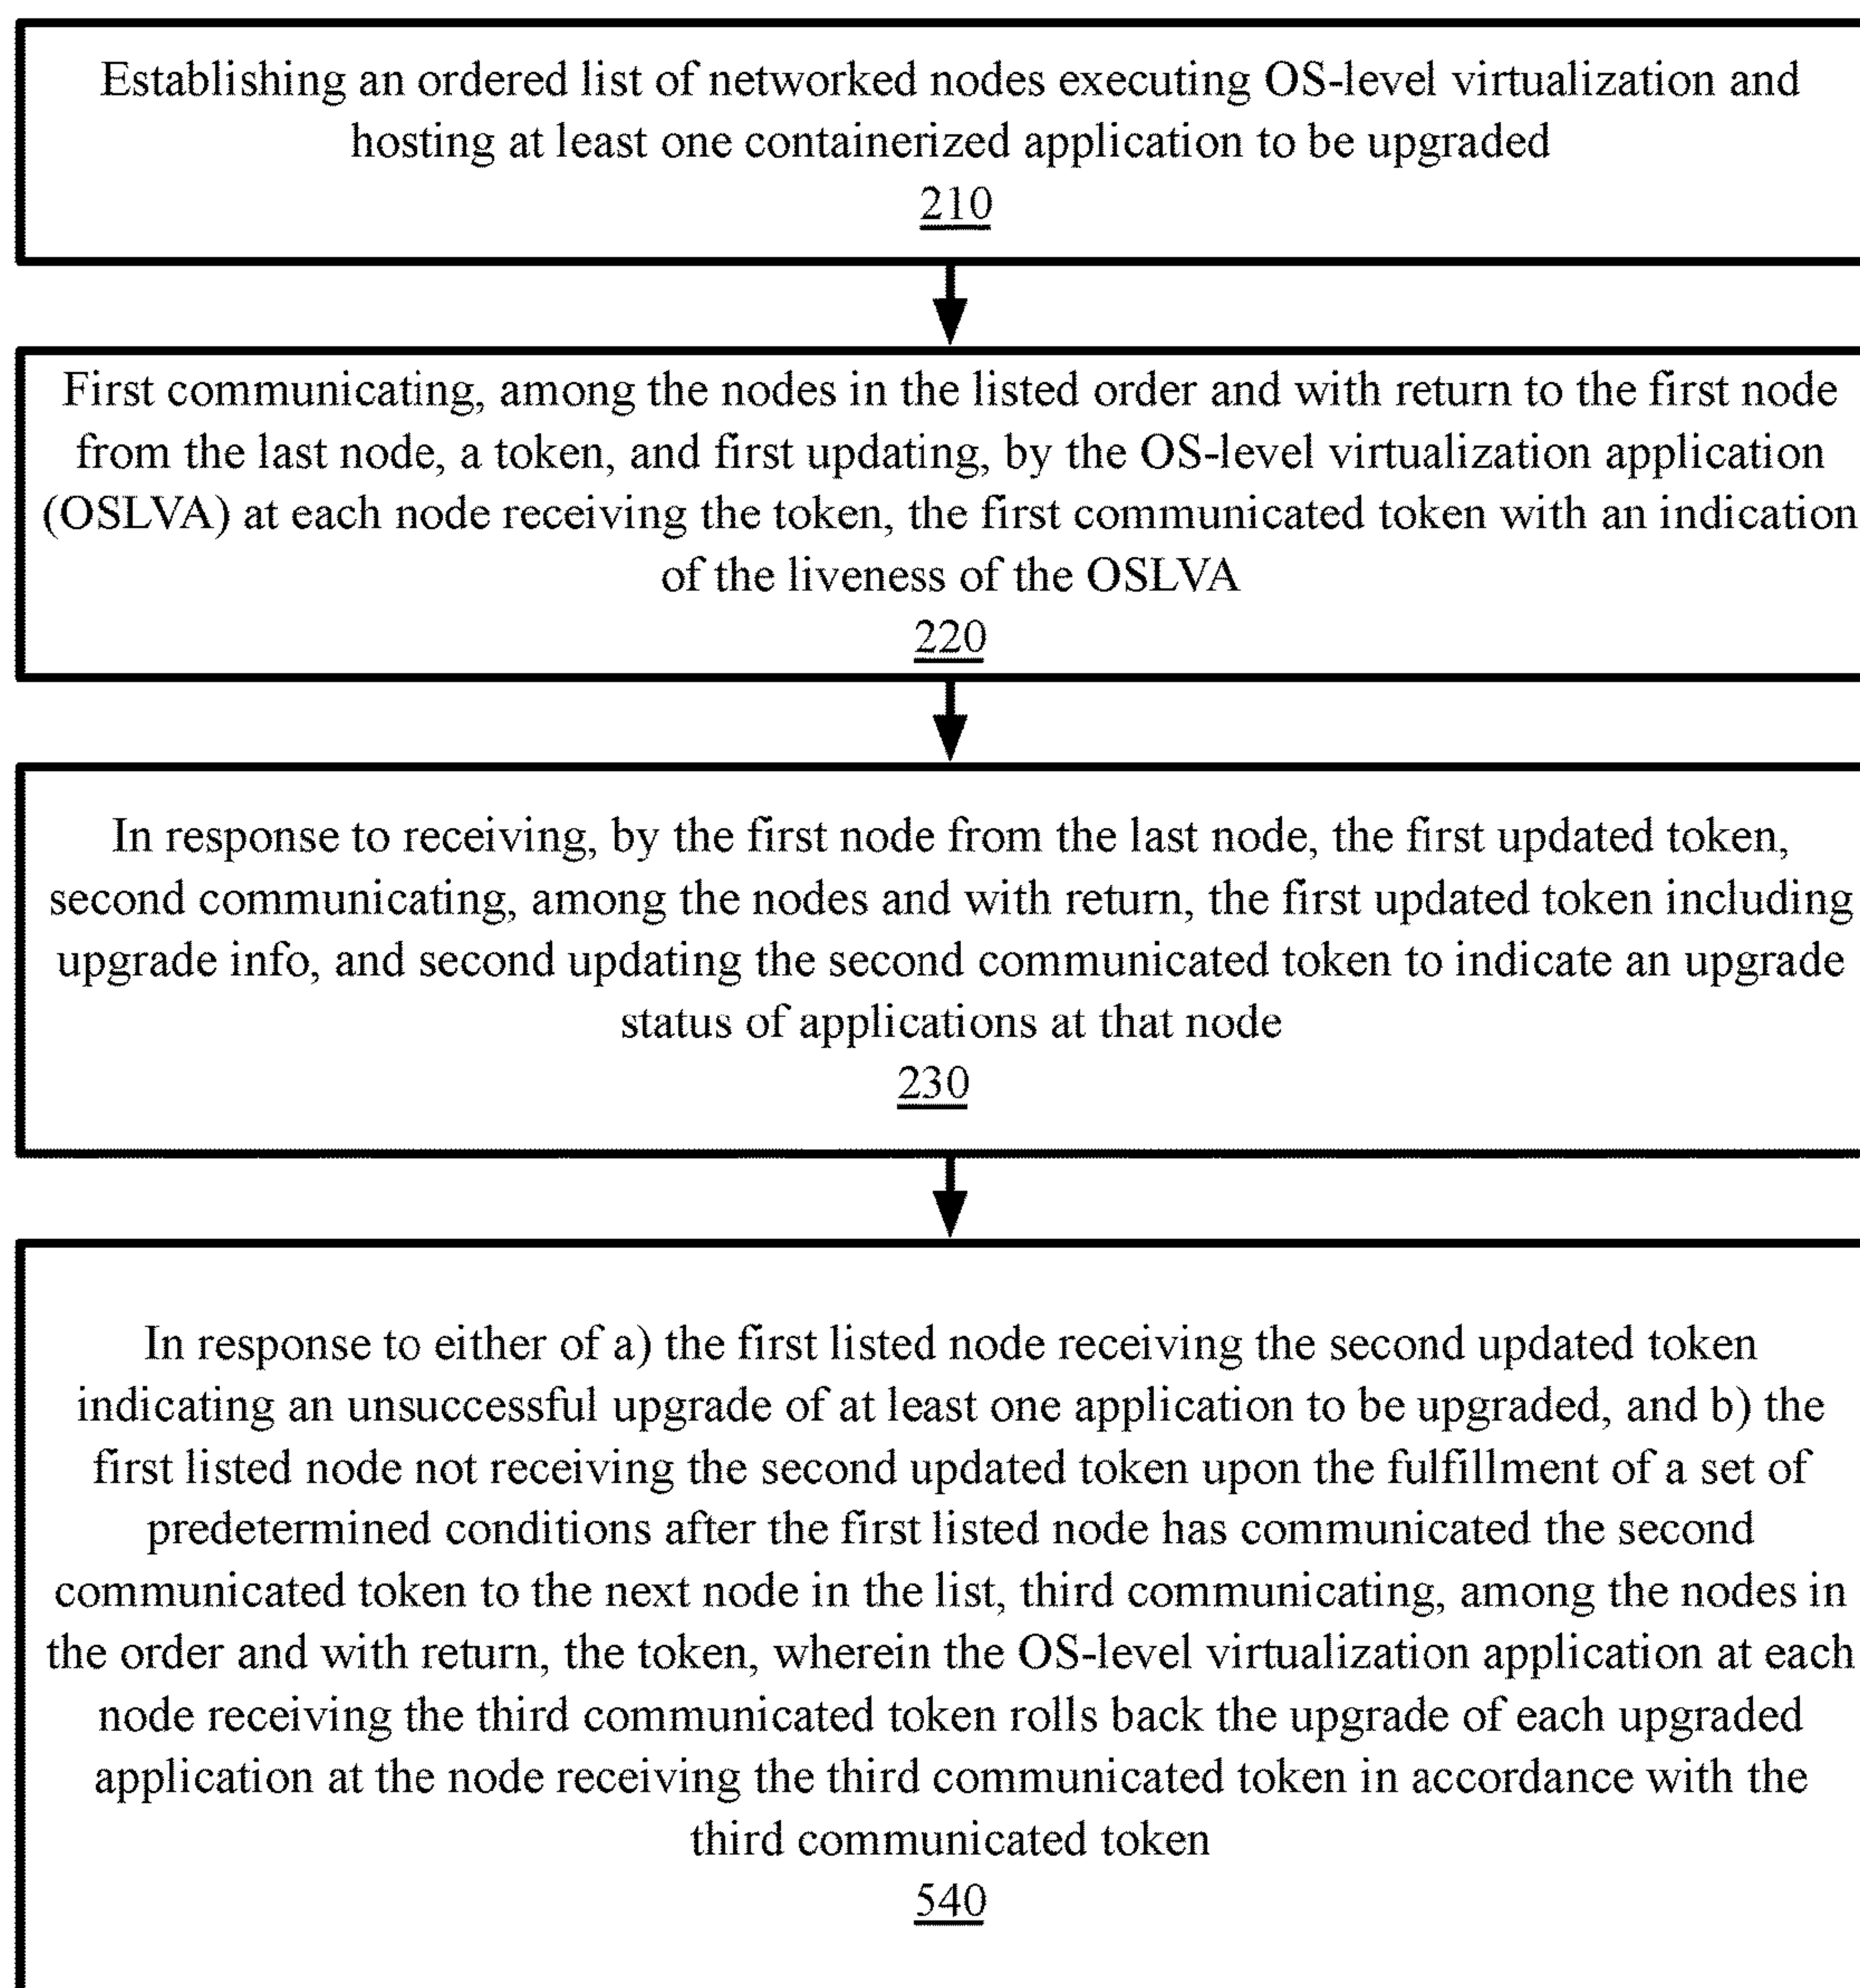 Establishing an ordered list of networked nodes executing OS-level virtualization and
hosting at least one containerized application to be upgraded
210
First communicating, among the nodes in the listed order and with return to the first node
from the last node, a token, and first updating, by the OS-level virtualization application
(OSLVA) at each node receiving the token, the first communicated token with an indication
of the liveness of the OSLVA
220
In response to receiving, by the first node from the last node, the first updated token,
second communicating, among the nodes and with return, the first updated token including
upgrade info, and second updating the second communicated token to indicate an upgrade
status of applications at that node
230
In response to either of a) the first listed node receiving the second updated token
indicating an unsuccessful upgrade of at least one application to be upgraded, and b) the
first listed node not receiving the second updated token upon the fulfillment of a set of
predetermined conditions after the first listed node has communicated the second
communicated token to the next node in the list, third communicating, among the nodes in
the order and with return, the token, wherein the OS-level virtualization application at each
node receiving the third communicated token rolls back the upgrade of each upgraded
application at the node receiving the third communicated token in accordance with the
third communicated token
540